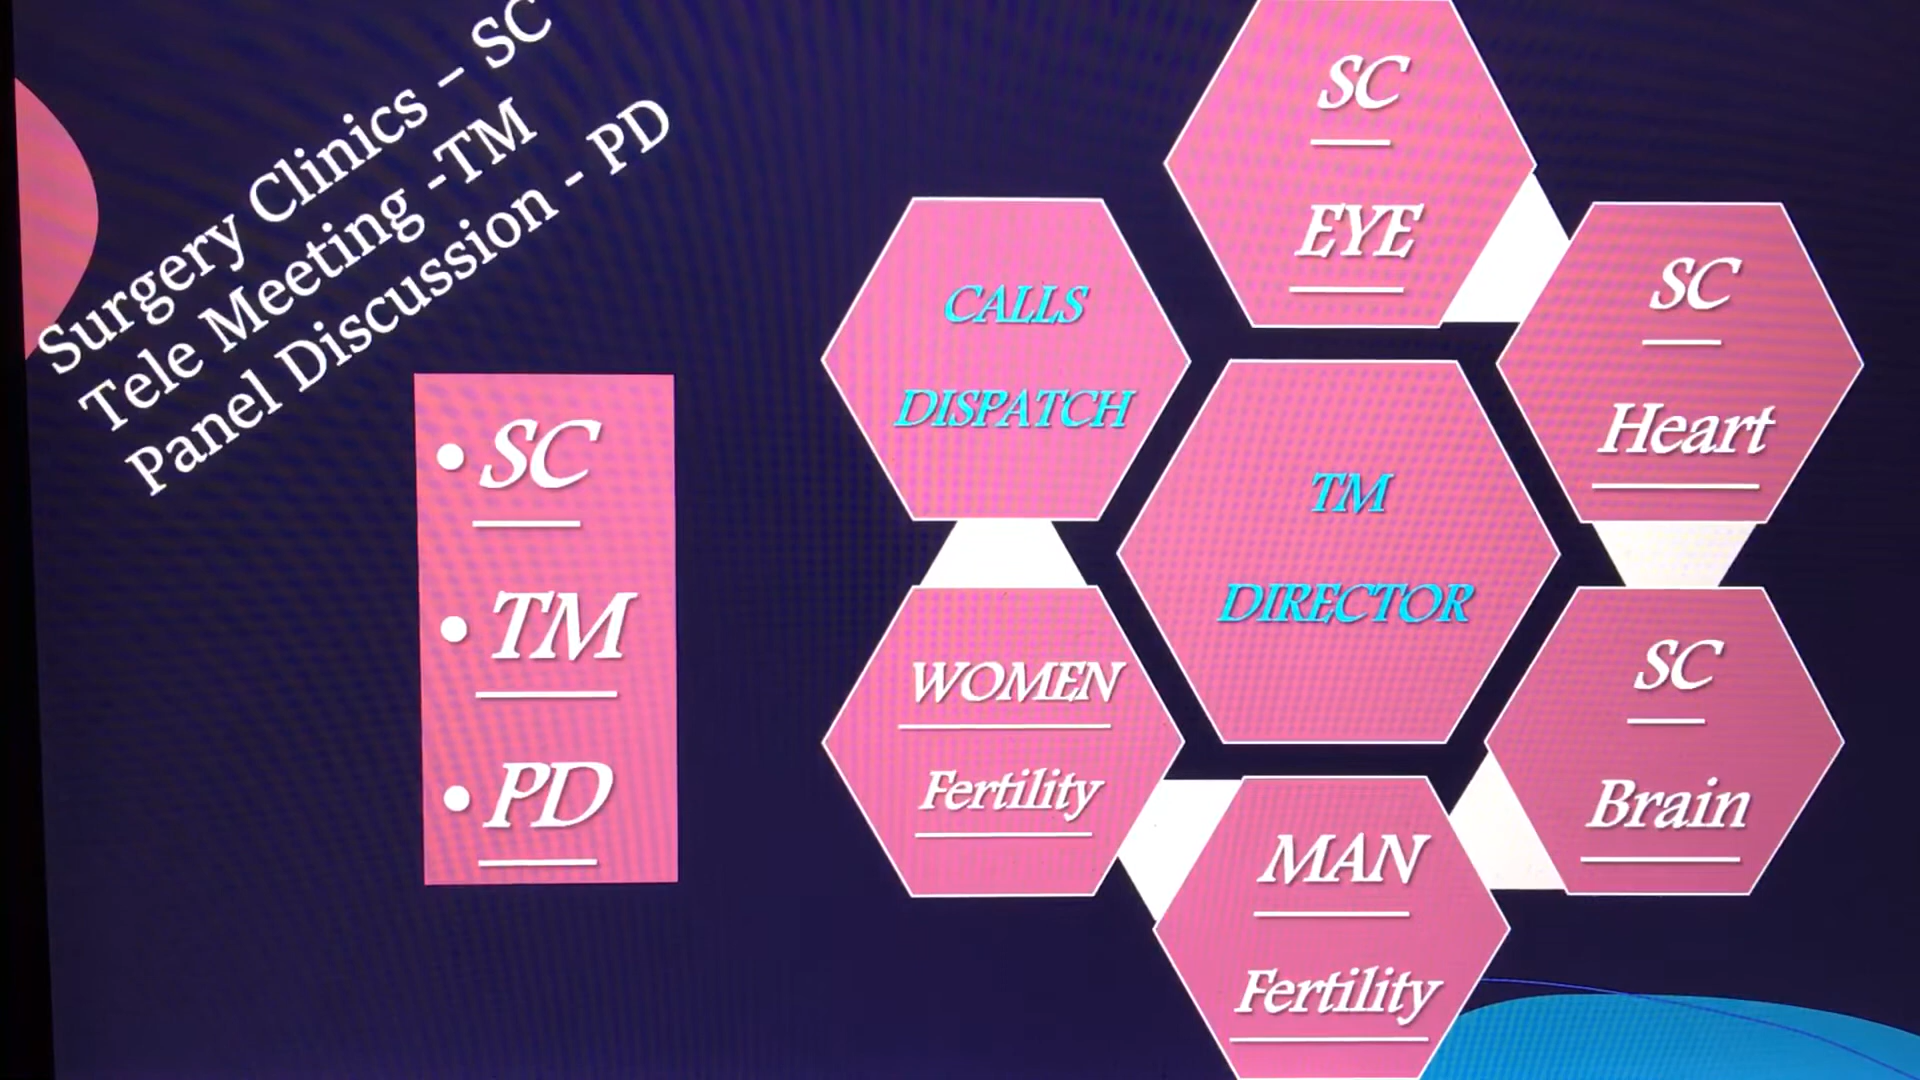 Surgery Clinics – SC
Tele Meeting -TM
Panel Discussion - PD
• SC
• TM
• PD
SC
EYE
CALLS
DISPATCH
SC
Heart
TM
DIRECTOR
WOMEN
Fertility
SC
Brain
MAN
Fertility